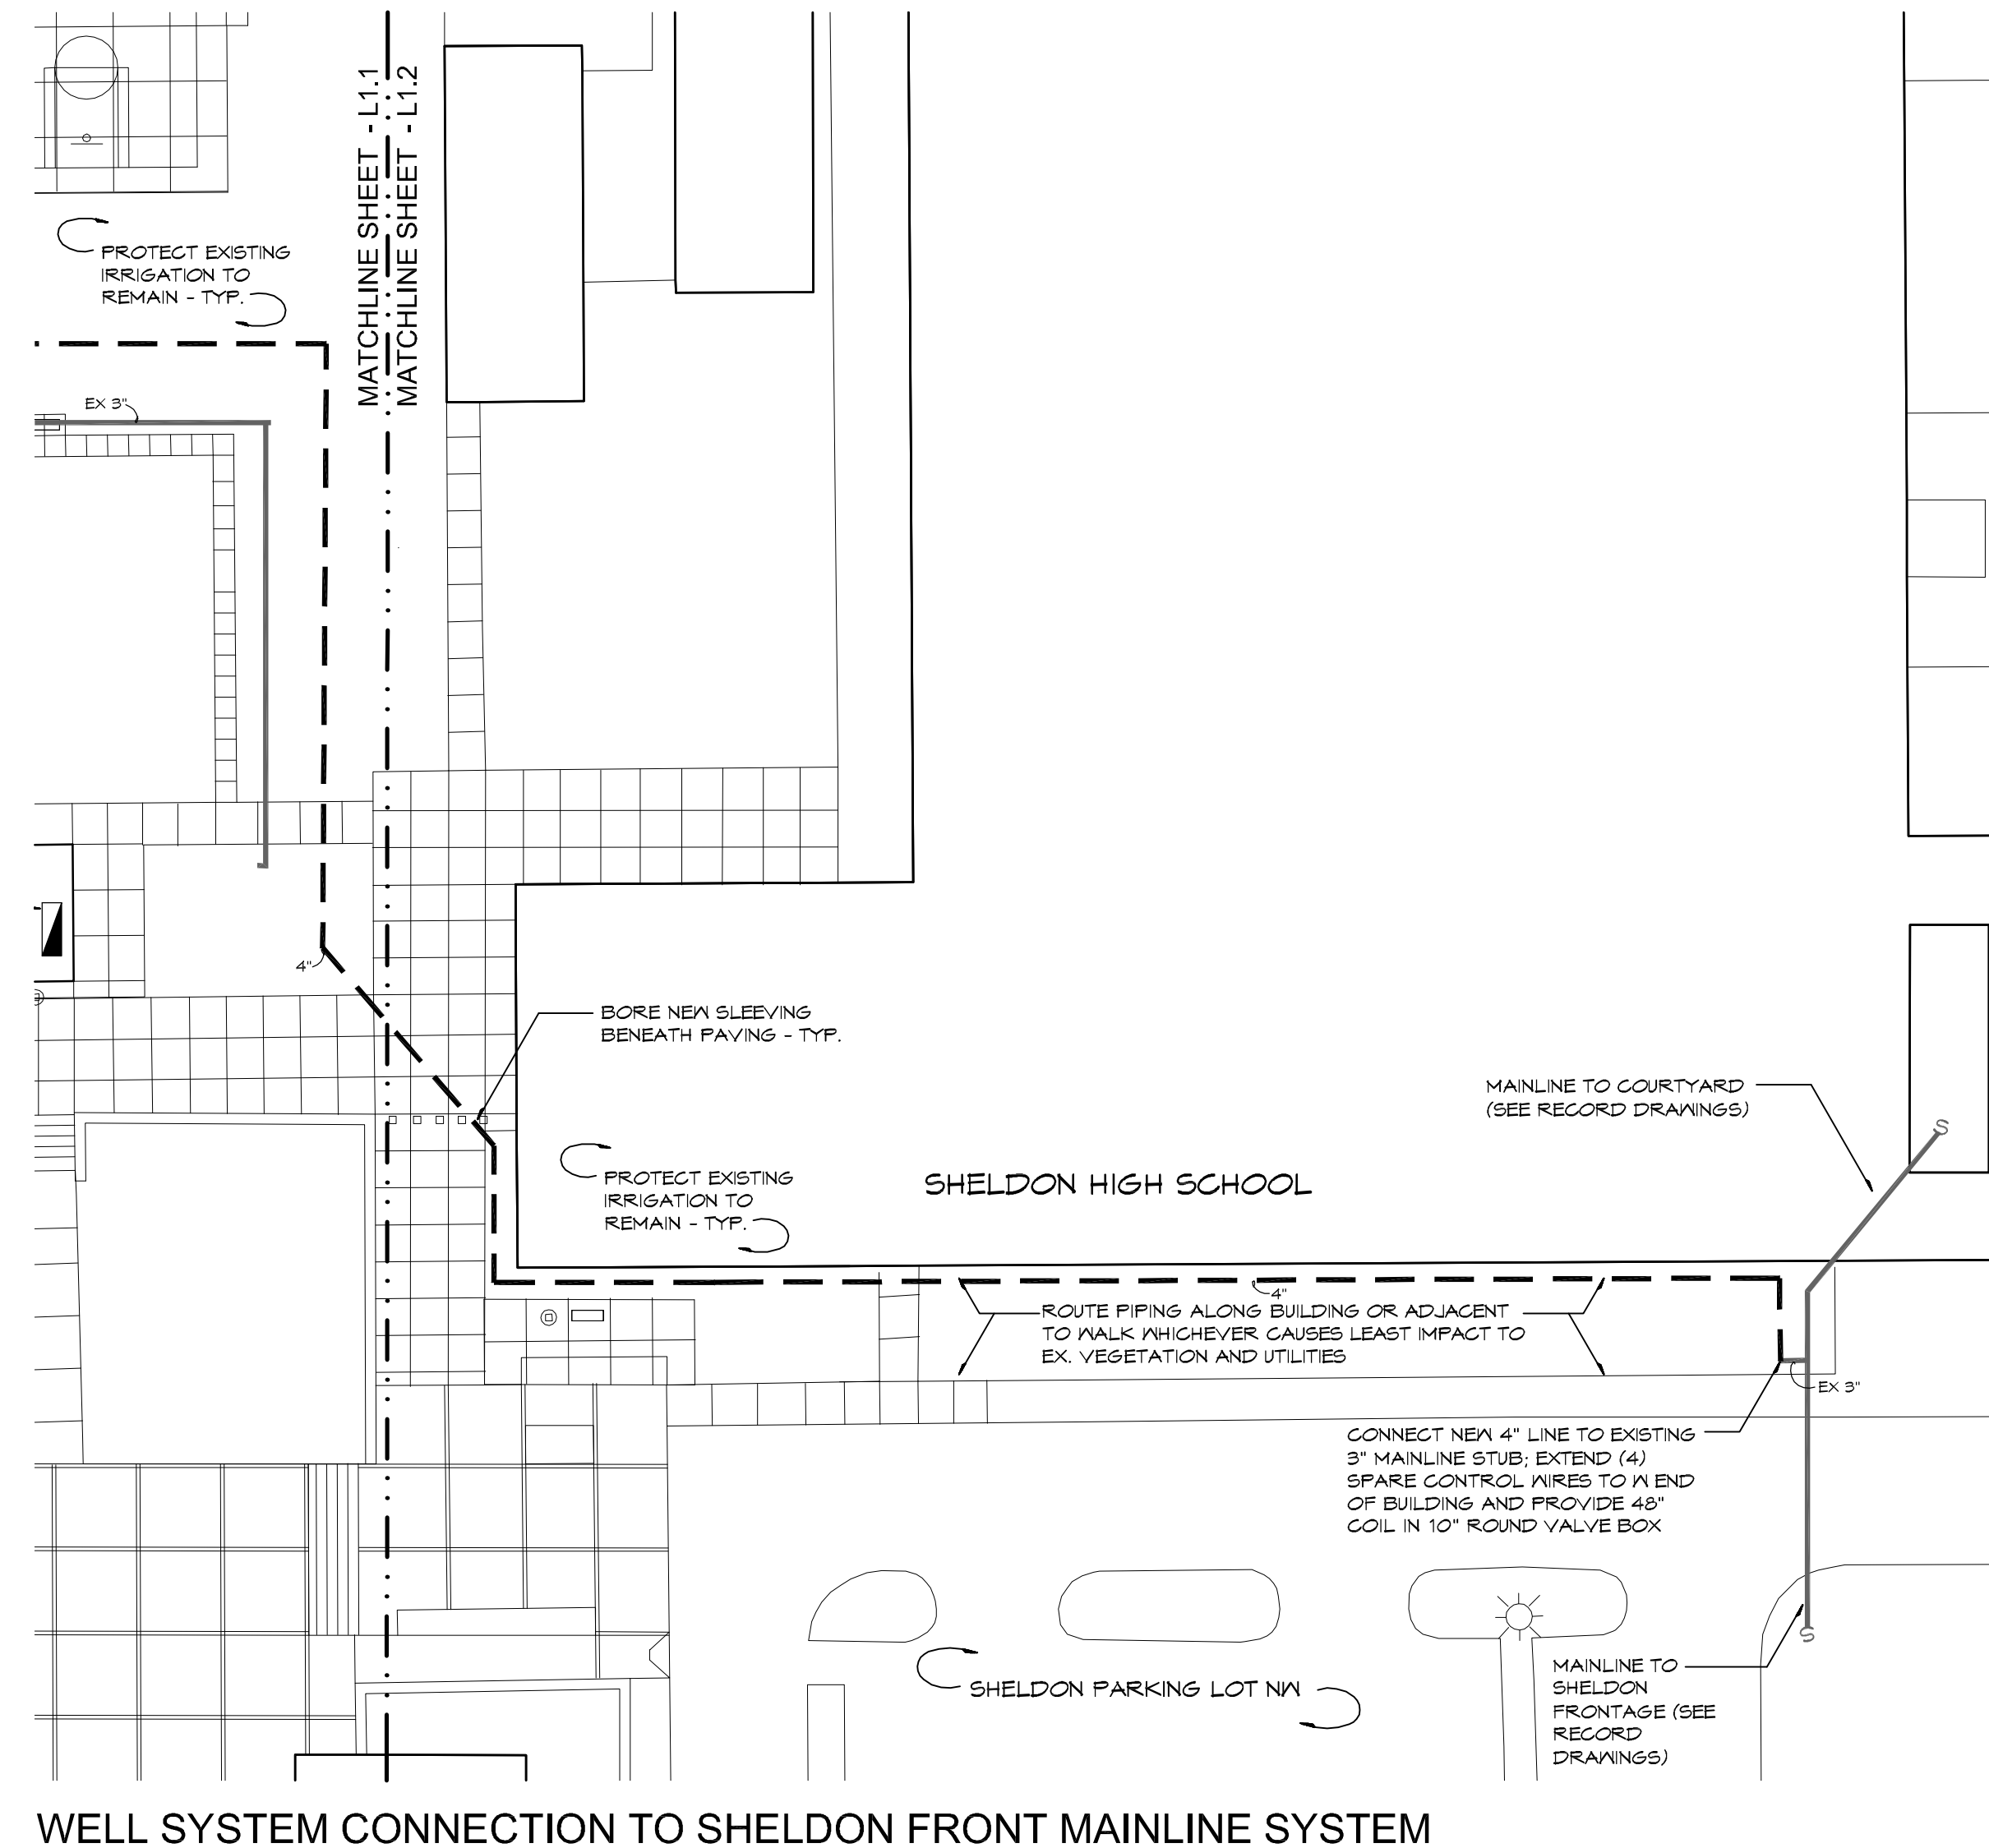 MATCHLINE SHEET - L1.1
MATCHLINE SHEET - L1.2
PROTECT EXISTING
IRRIGATION TO
REMAIN - TYP.
EX 3"
4"
BORE NEW SLEEVING
BENEATH PAVING - TYP.
MAINLINE TO COURTYARD
(SEE RECORD DRAWINGS)
S
PROTECT EXISTING
IRRIGATION TO
REMAIN - TYP.
SHELDON HIGH SCHOOL
4"
ROUTE PIPING ALONG BUILDING OR ADJACENT
TO WALK WHICHEVER CAUSES LEAST IMPACT TO
EX. VEGETATION AND UTILITIES
EX 3"
CONNECT NEW 4" LINE TO EXISTING
3" MAINLINE STUB; EXTEND (4)
SPARE CONTROL WIRES TO W END
OF BUILDING AND PROVIDE 48"
COIL IN 10" ROUND VALVE BOX
S
SHELDON PARKING LOT NW
MAINLINE TO
SHELDON
FRONTAGE (SEE
RECORD
DRAWINGS)
WELL SYSTEM CONNECTION TO SHELDON FRONT MAINLINE SYSTEM